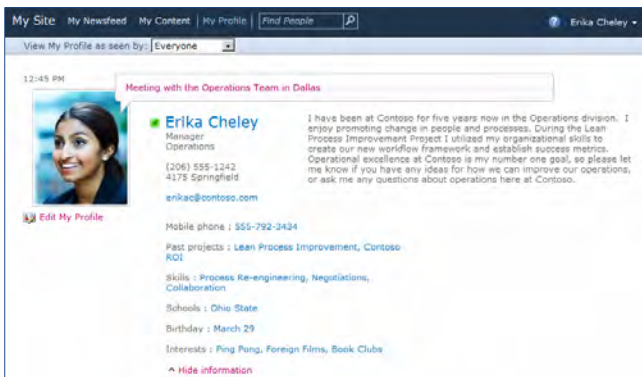 My Site My Newsfeed My Content | My Profile | Find People Erika Cheley
View My Profile as seen by: Everyone
12:45 PM
Meeting with the Operations Team in Dallas
Erika Cheley
Manager
Operations
(206) 555-1242
4175 Springfield
erikac@contoso.com
I have been at Contoso for five years now in the Operations division. I
enjoy promoting change in people and processes. During the Lean
Process Improvement Project I utilized my organizational skills to
create our new workflow framework and establish success metrics.
Operational excellence at Contoso is my number one goal, so please let
me know if you have any ideas for how we can improve our operations,
or ask me any questions about operations here at Contoso.
Edit My Profile
Mobile phone : 555-792-3434
Past projects : Lean Process Improvement, Contoso
ROI
Skills : Process Re-engineering, Negotiations,
Collaboration
Schools : Ohio State
Birthday : March 29
Interests : Ping Pong, Foreign Films, Book Clubs
^ Hide information